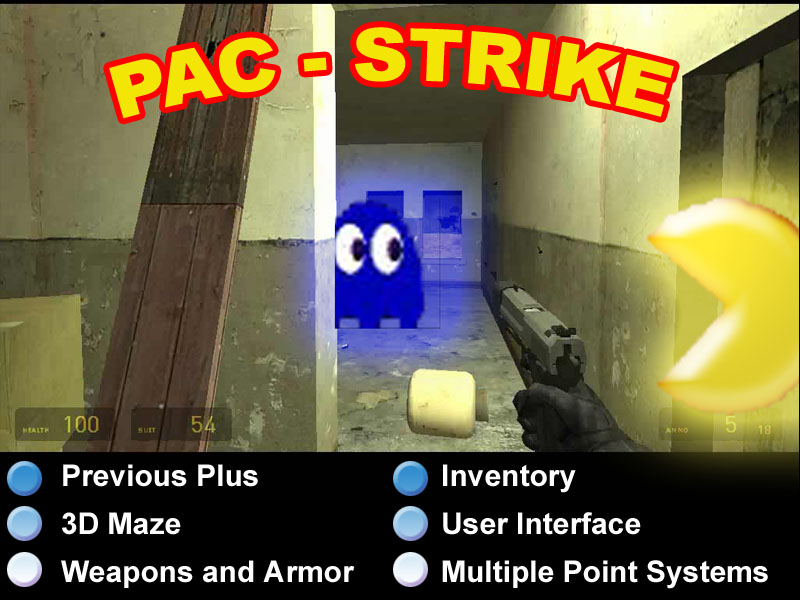 PAC - STRIKE
HEALTH 100
SUIT 54
AMMO 5 18
Previous Plus
Inventory
3D Maze
User Interface
Weapons and Armor
Multiple Point Systems